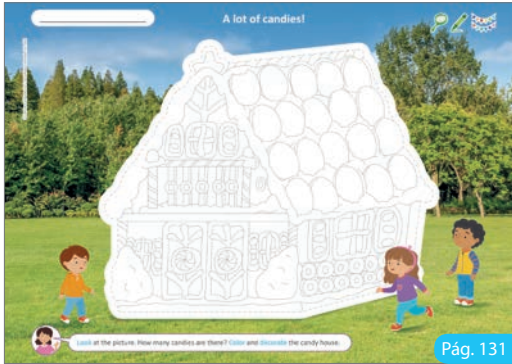 A lot of candies!
Look at the picture. How many candies are there? Color and decorate the candy house.
Pág. 131